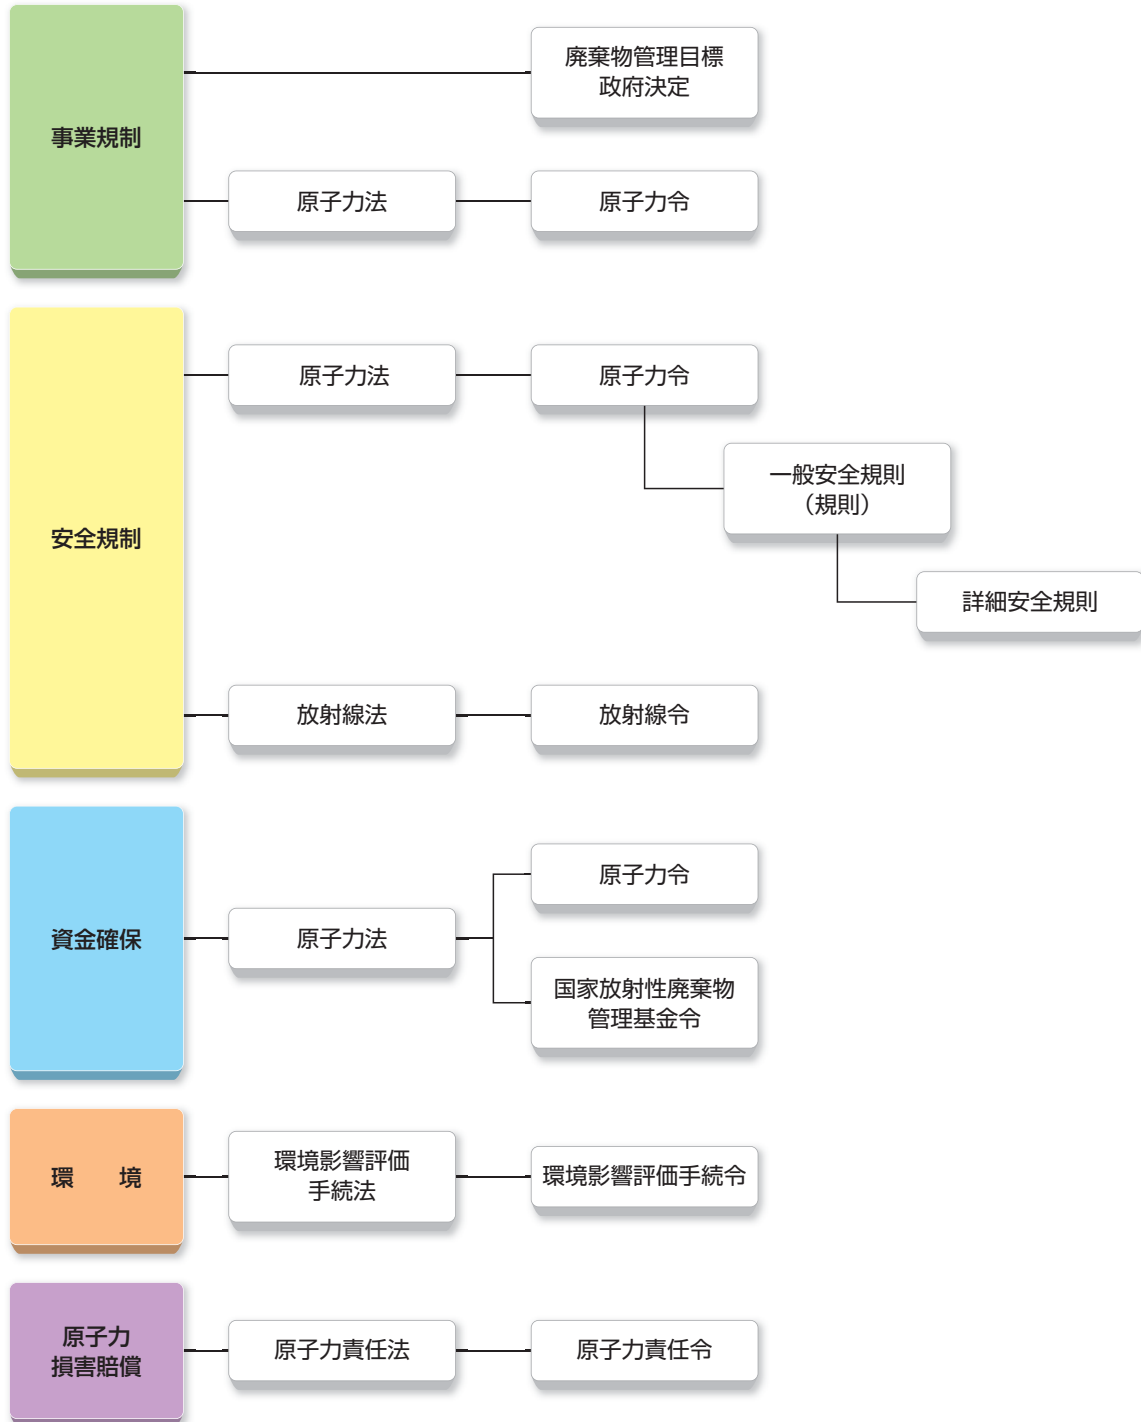 事業規制
廃棄物管理目標
政府決定
原子力法
原子力令
安全規制
原子力法
原子力令
一般安全規則
（規則）
詳細安全規則
放射線法
放射線令
資金確保
原子力法
原子力令
国家放射性廃棄物
管理基金令
環　　境
環境影響評価
手続法
環境影響評価手続令
原子力
損害賠償
原子力責任法
原子力責任令